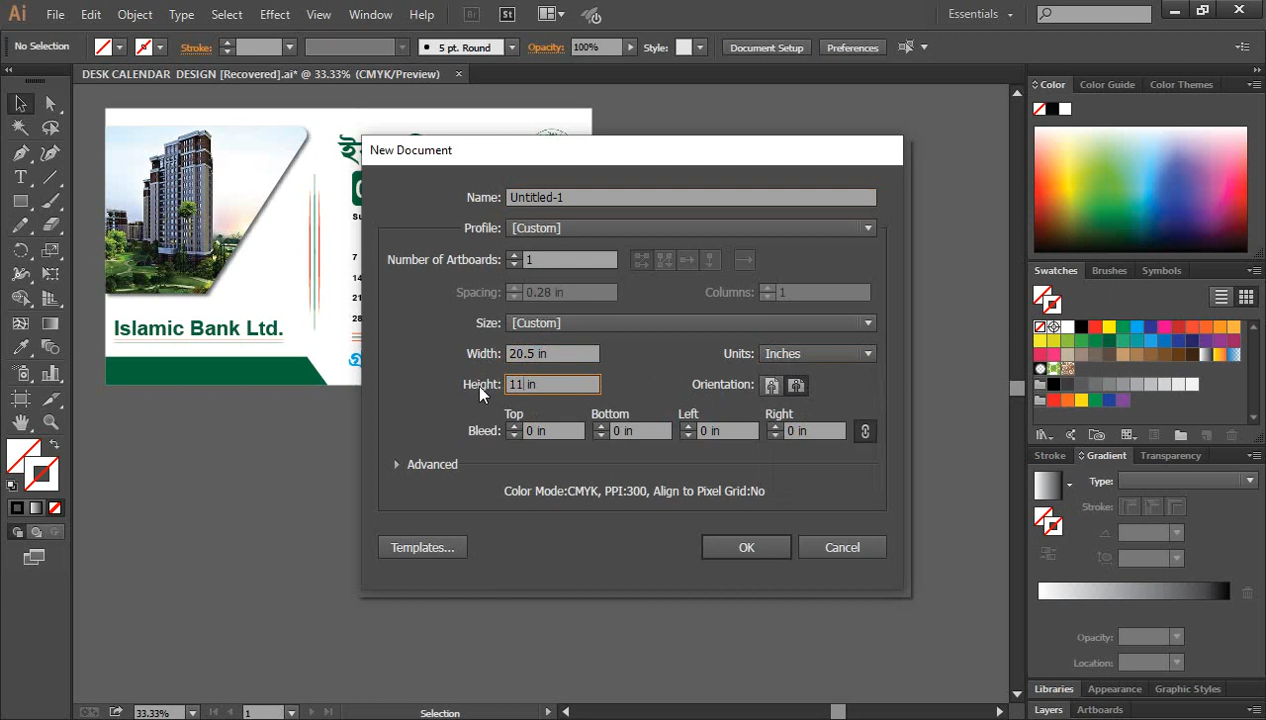 Ai File Edit Object Type Select Effect View Window Help Br St Essentials
No Selection Stroke: 5 pt. Round Opacity: 100% Style: Document Setup Preferences
DESK CALENDAR DESIGN [Recovered].ai* @ 33.33% (CMYK/Preview) ×
Color Color Guide Color Themes
Islamic Bank Ltd.
7
14
21
28
New Document
Name: Untitled-1
Profile: [Custom]
Number of Artboards: 1
Spacing: 0.28 in Columns: 1
Size: [Custom]
Width: 20.5 in Units: Inches
Height: 11 in Orientation:
Top Bottom Left Right
Bleed: 0 in 0 in 0 in 0 in
Advanced
Color Mode:CMYK, PPI:300, Align to Pixel Grid:No
Templates... OK Cancel
Swatches Brushes Symbols
Stroke Gradient Transparency
Type:
Stroke:
Opacity:
Location:
Libraries Appearance Graphic Styles
Layers Artboards
33.33% 1 Selection